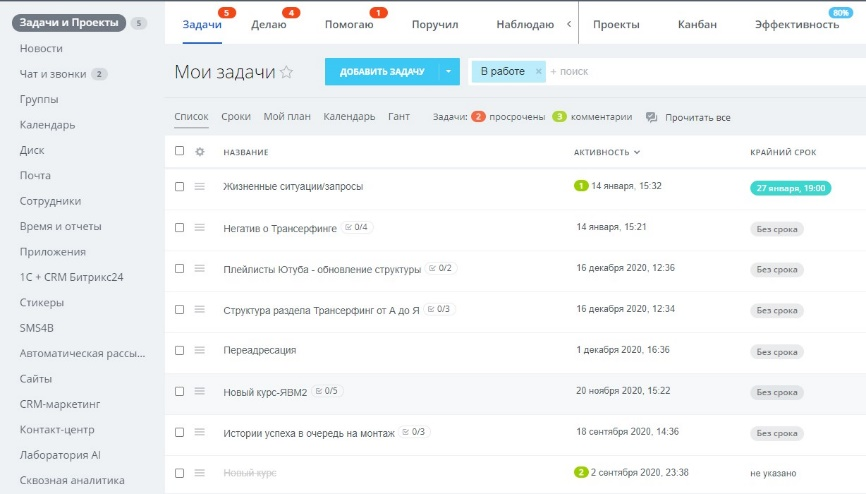 Задачи и Проекты 5
Новости
Чат и звонки 2
Группы
Календарь
Диск
Почта
Сотрудники
Время и отчеты
Приложения
1С + CRM Битрикс24
Стикеры
SMS4B
Автоматическая рассы...
Сайты
CRM-маркетинг
Контакт-центр
Лаборатория AI
Сквозная аналитика
5 4 1 80%
Задачи Делаю Помогаю Поручил Наблюдаю < Проекты Канбан Эффективность
Мои задачи ДОБАВИТЬ ЗАДАЧУ В работе × + поиск
Список Сроки Мой план Календарь Гант Задачи: 2 просрочены 3 комментарии Прочитать все
НАЗВАНИЕ АКТИВНОСТЬ КРАЙНИЙ СРОК
Жизненные ситуации/запросы 1 14 января, 15:32 27 января, 19:00
Негатив о Трансерфинге 0/4 14 января, 15:21 Без срока
Плейлисты Ютуба - обновление структуры 0/2 16 декабря 2020, 12:36 Без срока
Структура раздела Трансерфинг от А до Я 0/3 16 декабря 2020, 12:34 Без срока
Переадресация 1 декабря 2020, 16:36 Без срока
Новый курс-ЯВМ2 0/5 20 ноября 2020, 15:22 Без срока
Истории успеха в очередь на монтаж 0/3 18 сентября 2020, 14:36 Без срока
Новый курс 2 2 сентября 2020, 23:38 не указано